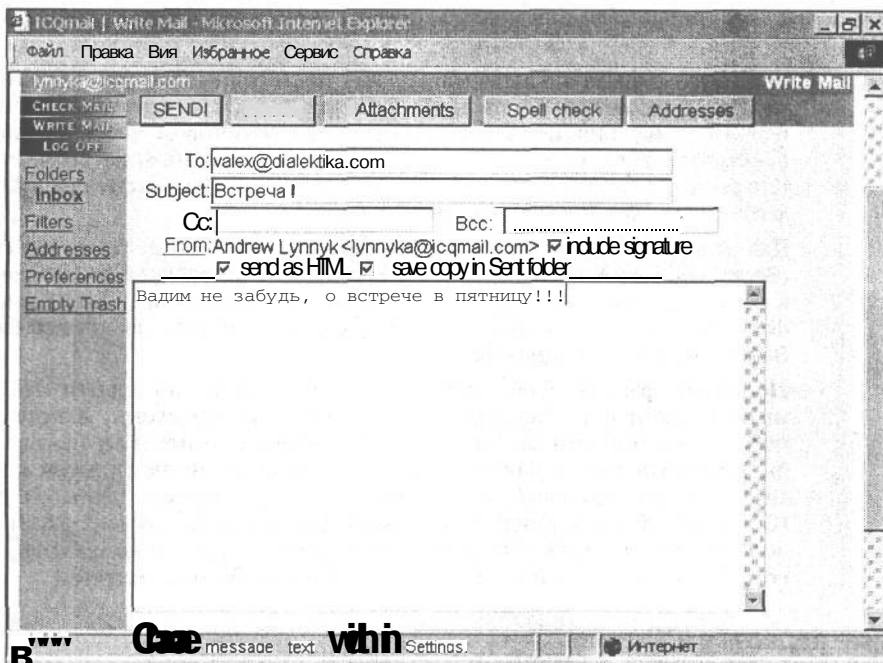 ICQmail | Write Mail - Microsoft Internet Explorer
Файл Правка Вия Избранное Сервис Справка
lynnyka@icqmail.com Write Mail
CHECK MAIL
WRITE MAIL
LOG OFF
SEND! Attachments Spell check Addresses
To: valex@dialektika.com
Subject: Встреча !
Cc: Bcc:
From: Andrew Lynnyk <lynnyka@icqmail.com> include signature
send as HTML save copy in Sent folder
Folders
Inbox
Filters
Addresses
Preferences
Empty Trash
Вадим не забудь, о встрече в пятницу!!!
message text within Settings.
Интернет